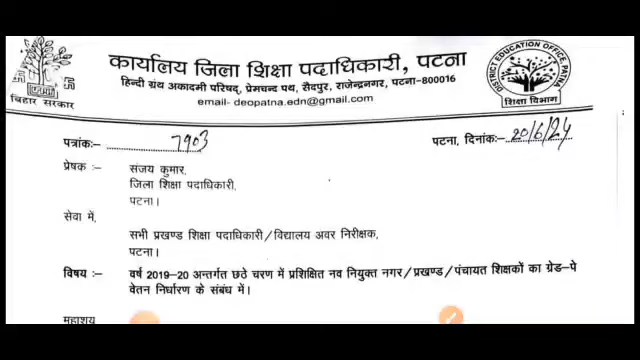 कार्यालय जिला शिक्षा पदाधिकारी, पटना
हिन्दी ग्रंथ अकादमी परिषद्, प्रेमचन्द पथ, सैदपुर, राजेन्द्रनगर, पटना-800016
email- deopatna.edn@gmail.com
बिहार सरकार
DISTRICT EDUCATION OFFICE, PATNA
शिक्षा विभाग
पत्रांकः- 7903 पटना, दिनांकः- 20/6/24
प्रेषक :- संजय कुमार,
जिला शिक्षा पदाधिकारी,
पटना।
सेवा में,
सभी प्रखण्ड शिक्षा पदाधिकारी/विद्यालय अवर निरीक्षक,
पटना।
विषय :- वर्ष 2019-20 अन्तर्गत छठे चरण में प्रशिक्षित नव नियुक्त नगर/प्रखण्ड/पंचायत शिक्षकों का ग्रेड-पे
वेतन निर्धारण के संबंध में।
महाशय